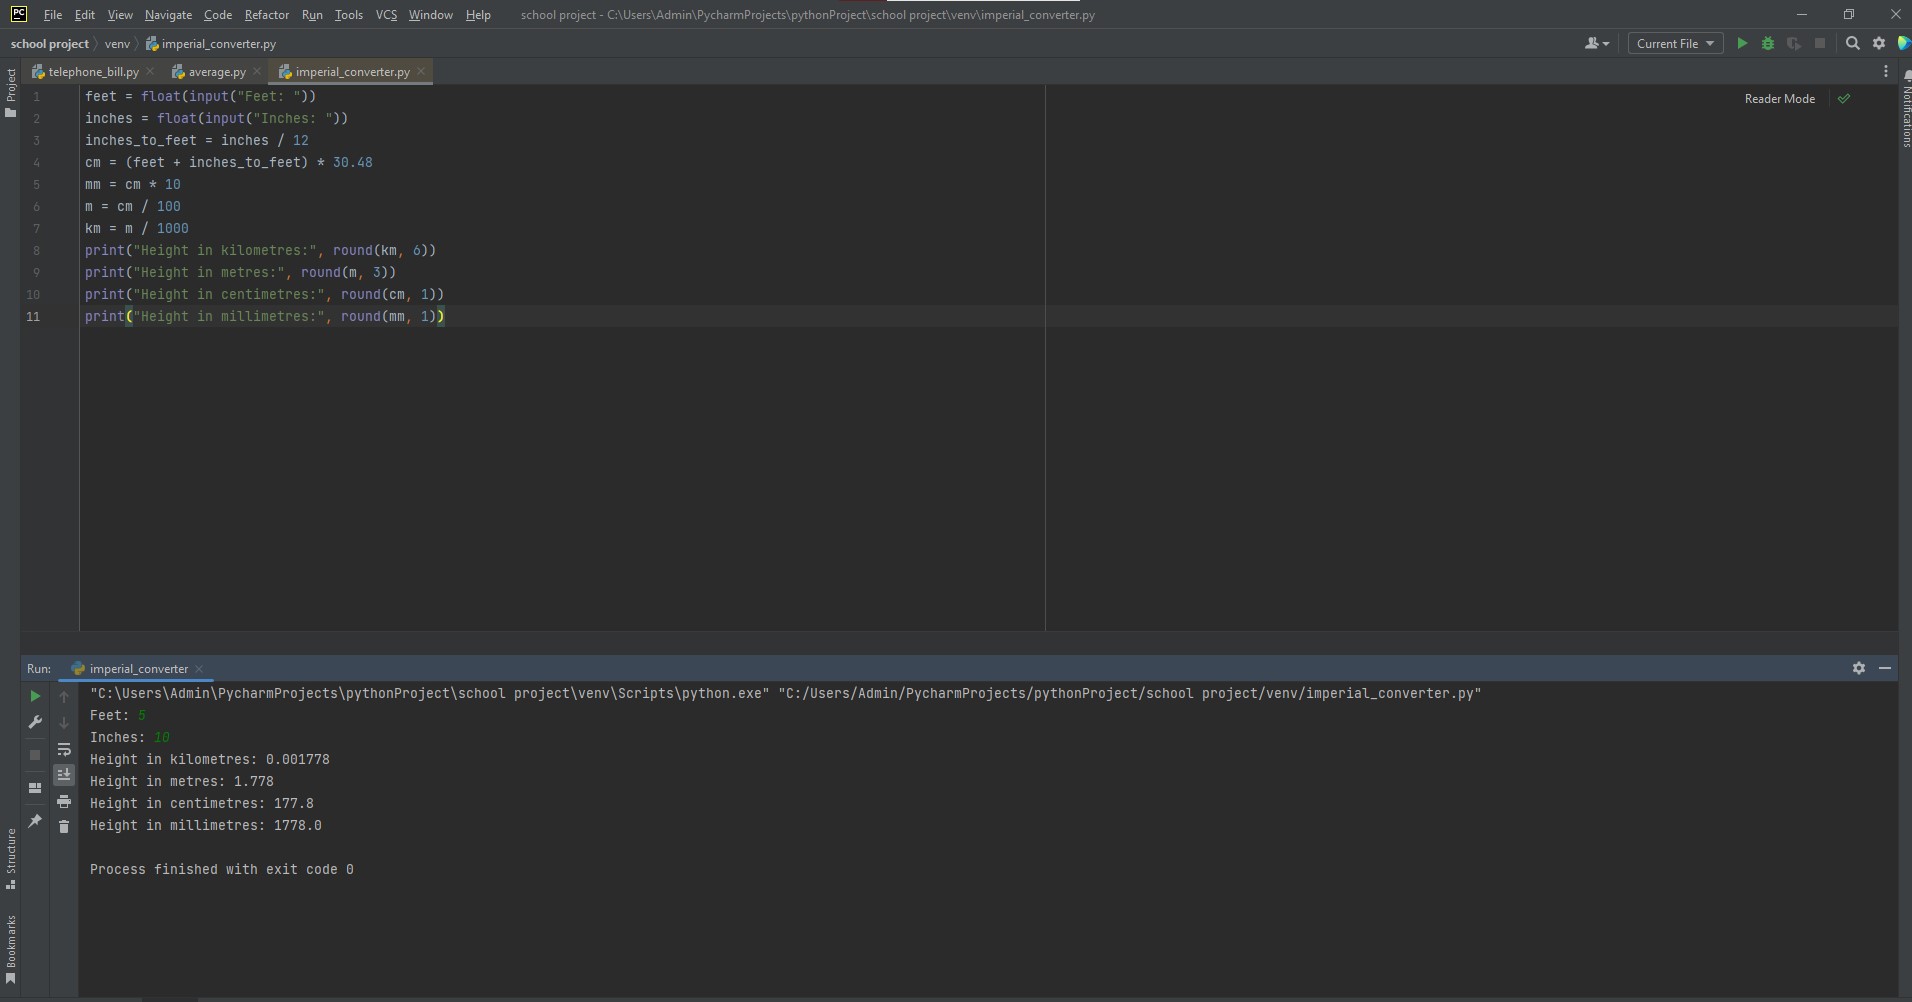 PC File Edit View Navigate Code Refactor Run Tools VCS Window Help school project - C:\Users\Admin\PycharmProjects\pythonProject\school project\venv\imperial_converter.py
school project venv imperial_converter.py Current File
telephone_bill.py average.py imperial_converter.py
Project
Structure
Bookmarks
1 feet = float(input("Feet: "))
2 inches = float(input("Inches: "))
3 inches_to_feet = inches / 12
4 cm = (feet + inches_to_feet) * 30.48
5 mm = cm * 10
6 m = cm / 100
7 km = m / 1000
8 print("Height in kilometres:", round(km, 6))
9 print("Height in metres:", round(m, 3))
10 print("Height in centimetres:", round(cm, 1))
11 print("Height in millimetres:", round(mm, 1))
Reader Mode
Notifications
Run: imperial_converter
"C:\Users\Admin\PycharmProjects\pythonProject\school project\venv\Scripts\python.exe" "C:/Users/Admin/PycharmProjects/pythonProject/school project/venv/imperial_converter.py"
Feet: 5
Inches: 10
Height in kilometres: 0.001778
Height in metres: 1.778
Height in centimetres: 177.8
Height in millimetres: 1778.0
Process finished with exit code 0